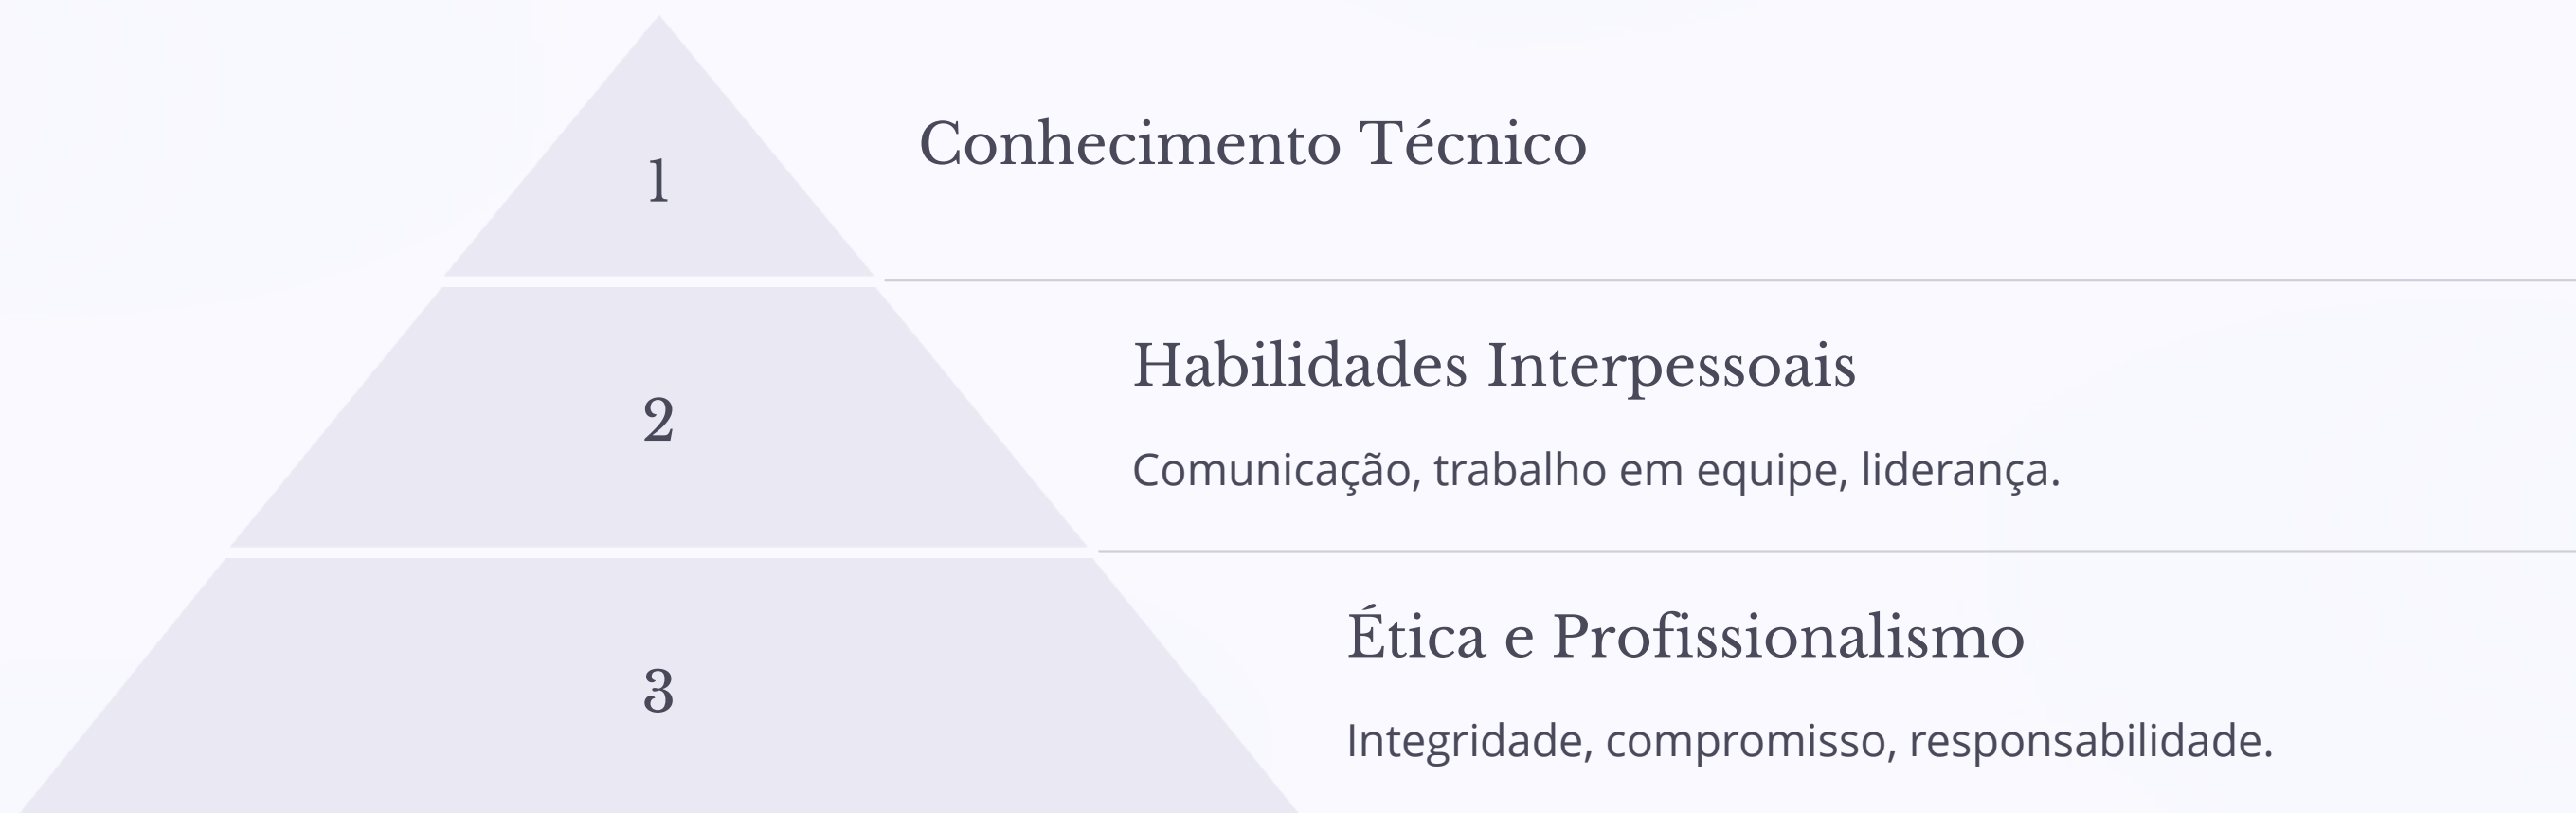 1
Conhecimento Técnico
2
Habilidades Interpessoais
Comunicação, trabalho em equipe, liderança.
3
Ética e Profissionalismo
Integridade, compromisso, responsabilidade.